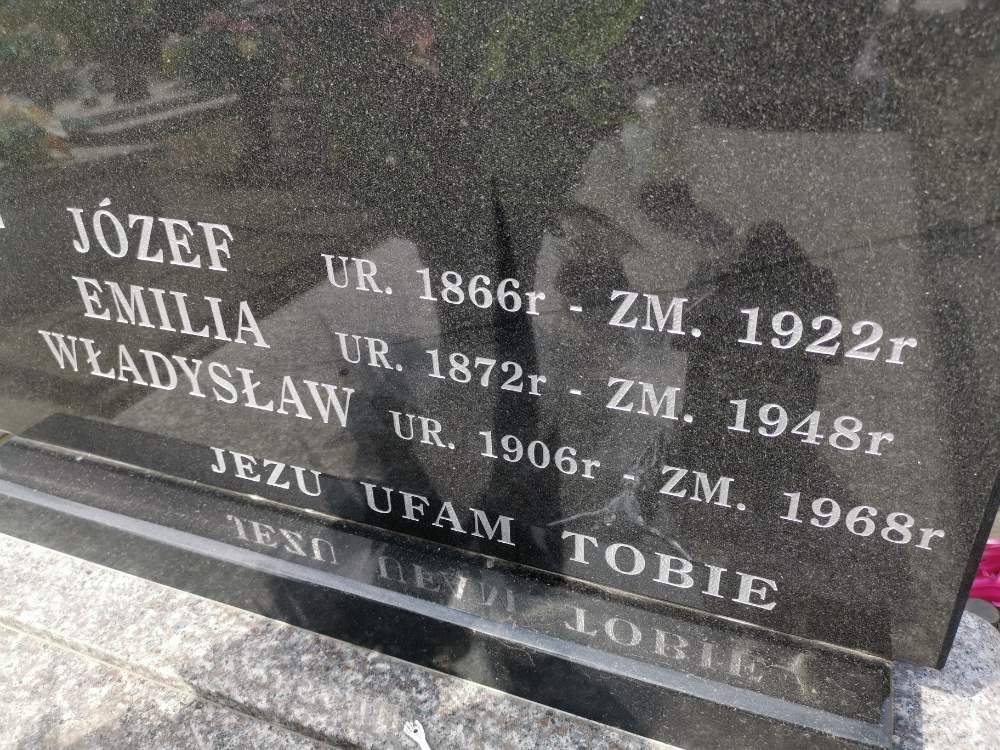 JÓZEF UR. 1866r - ZM. 1922r
EMILIA UR. 1872r - ZM. 1948r
WŁADYSŁAW UR. 1906r - ZM. 1968r
JEZU UFAM TOBIE